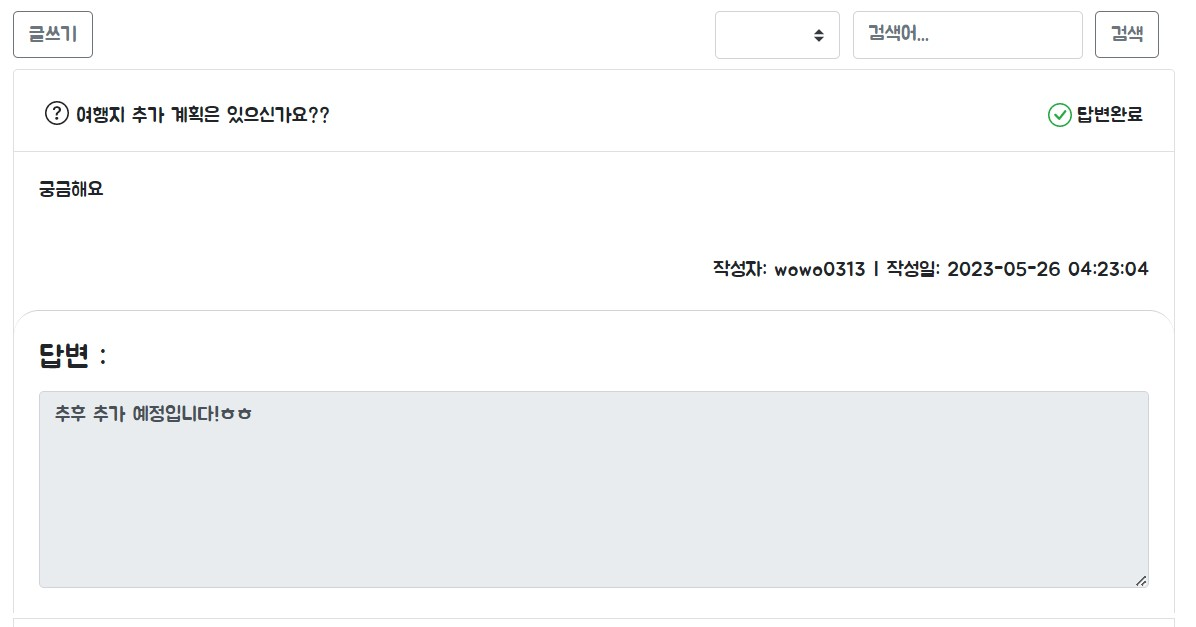 글쓰기 검색어... 검색
여행지 추가 계획은 있으신가요?? 답변완료
궁금해요
작성자: wowo0313 | 작성일: 2023-05-26 04:23:04
답변 :
추후 추가 예정입니다!ㅎㅎ